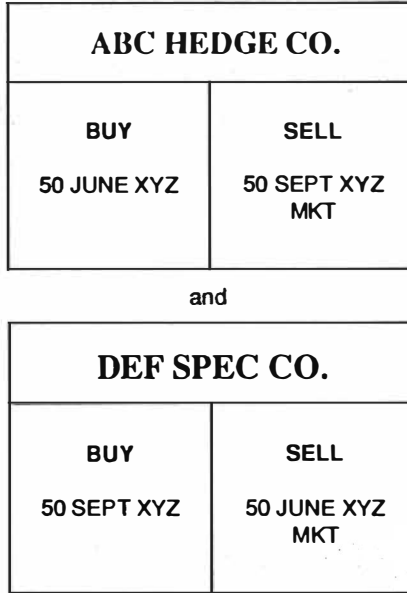 ABC HEDGE CO.
BUY
50 JUNE XYZ
SELL
50 SEPT XYZ
MKT
and
DEF SPEC CO.
BUY
50 SEPT XYZ
SELL
50 JUNE XYZ
MKT